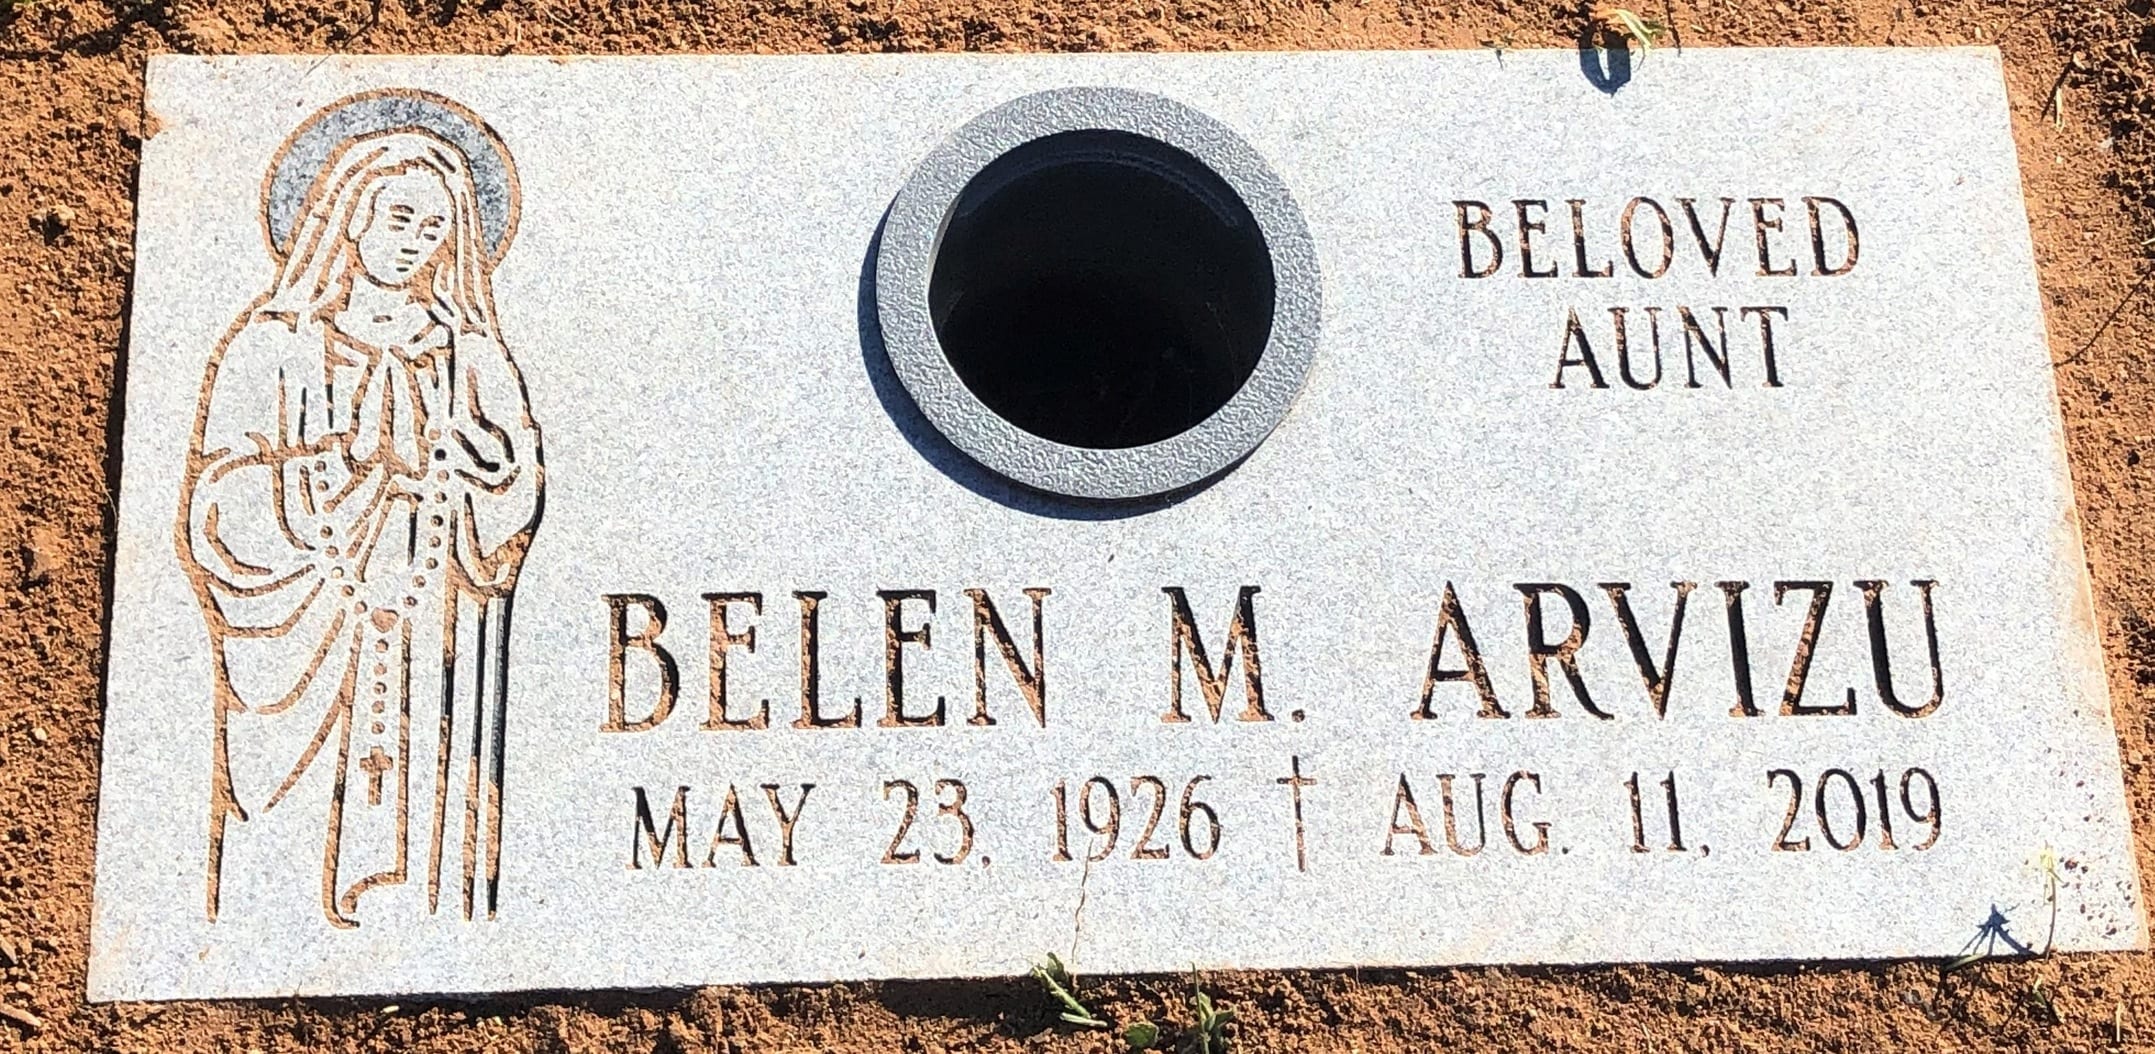 BELOVED
AUNT
BELEN M. ARVIZU
MAY 23, 1926 † AUG. 11, 2019